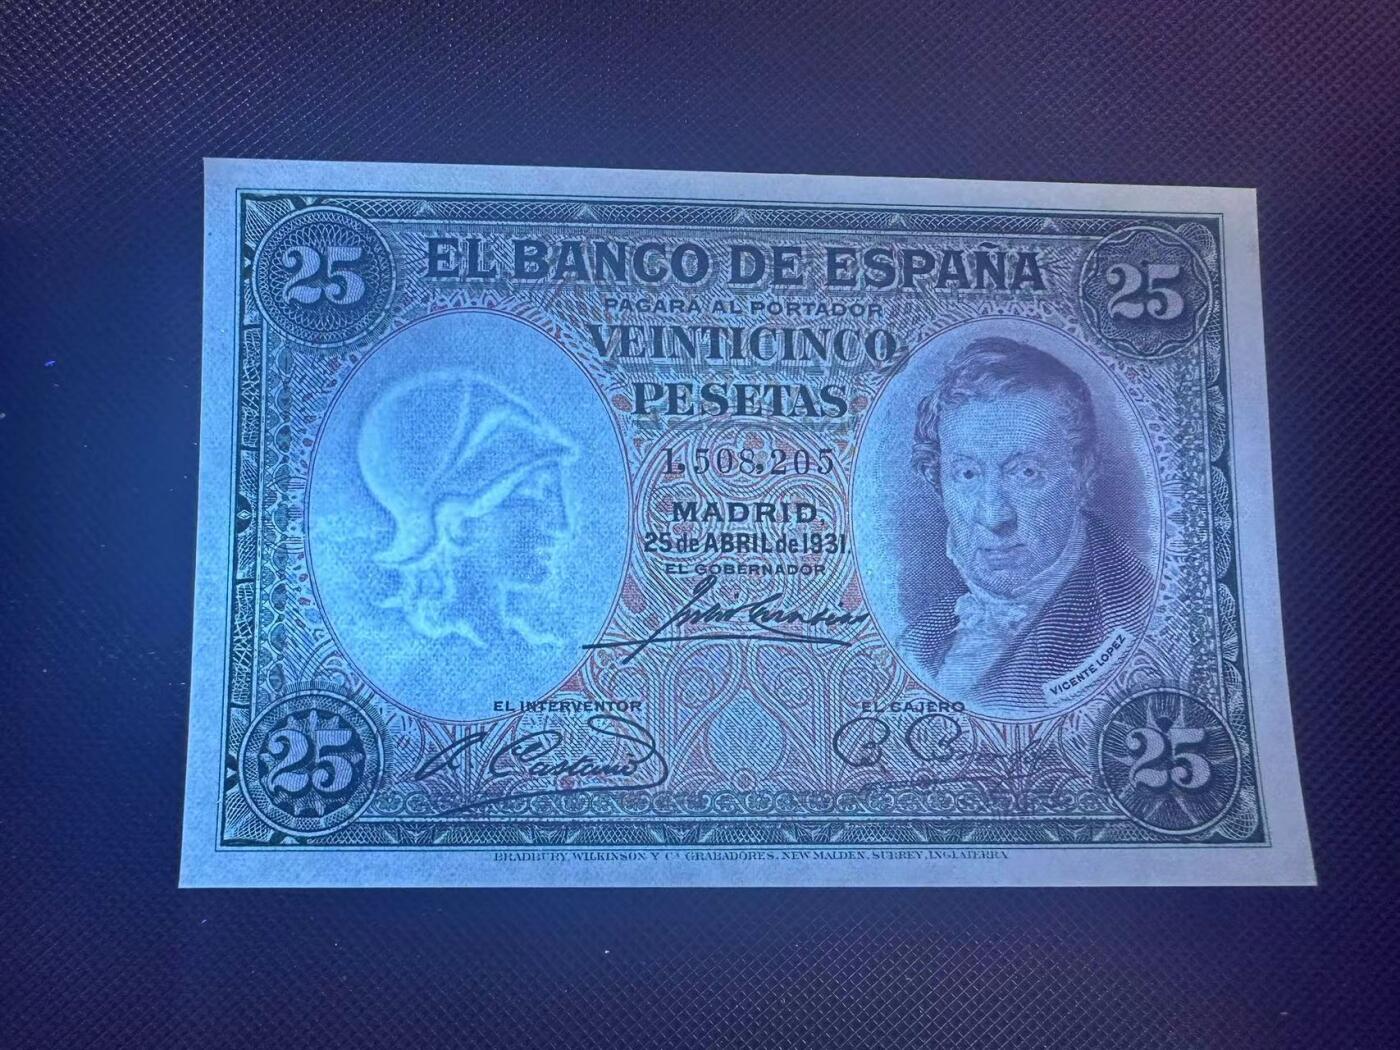 25
EL BANCO DE ESPAÑA
25
PAGARÁ AL PORTADOR
VEINTICINCO
PESETAS
1,508,205
MADRID,
25 de ABRIL de 1931
EL GOBERNADOR
VICENTE LOPEZ
EL INTERVENTOR
EL CAJERO
25
25
BRADBURY, WILKINSON Y Cª GRABADORES, NEW MALDEN, SURREY, INGLATERRA